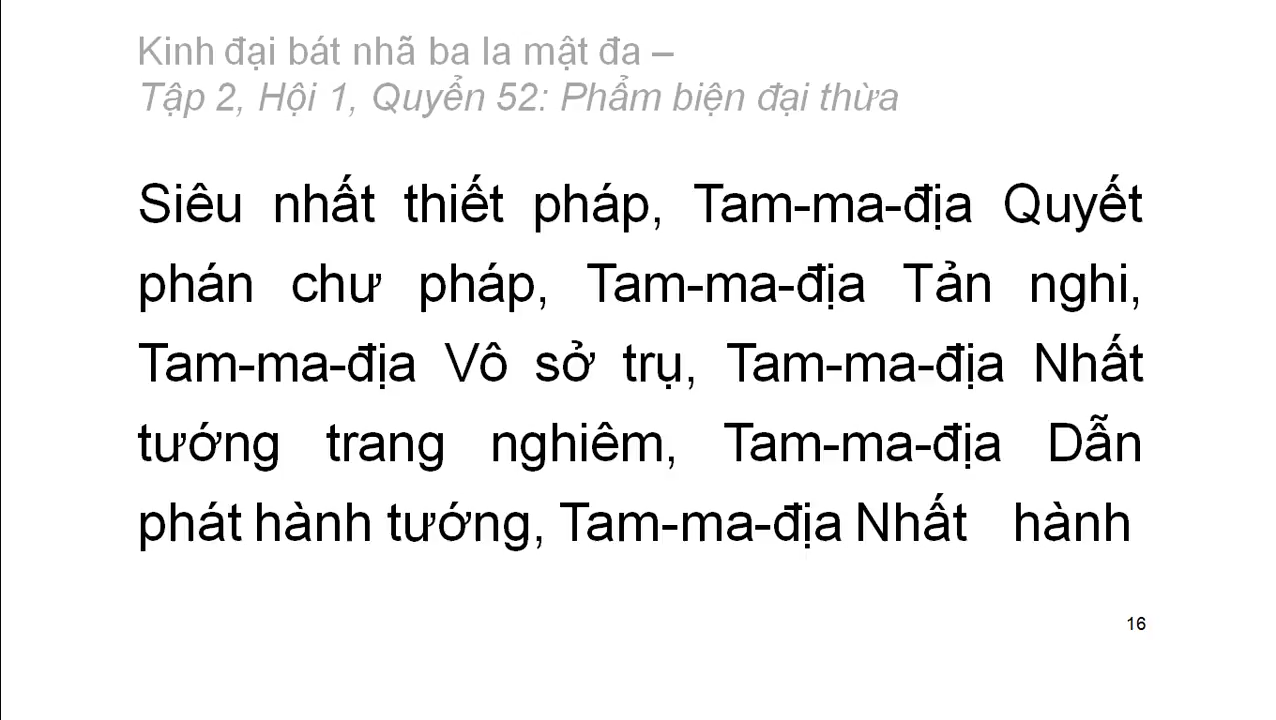 Kinh đại bát nhã ba la mật đa –
Tập 2, Hội 1, Quyển 52: Phẩm biện đại thừa
Siêu nhất thiết pháp, Tam-ma-địa Quyết
phán chư pháp, Tam-ma-địa Tản nghi,
Tam-ma-địa Vô sở trụ, Tam-ma-địa Nhất
tướng trang nghiêm, Tam-ma-địa Dẫn
phát hành tướng, Tam-ma-địa Nhất hành
16